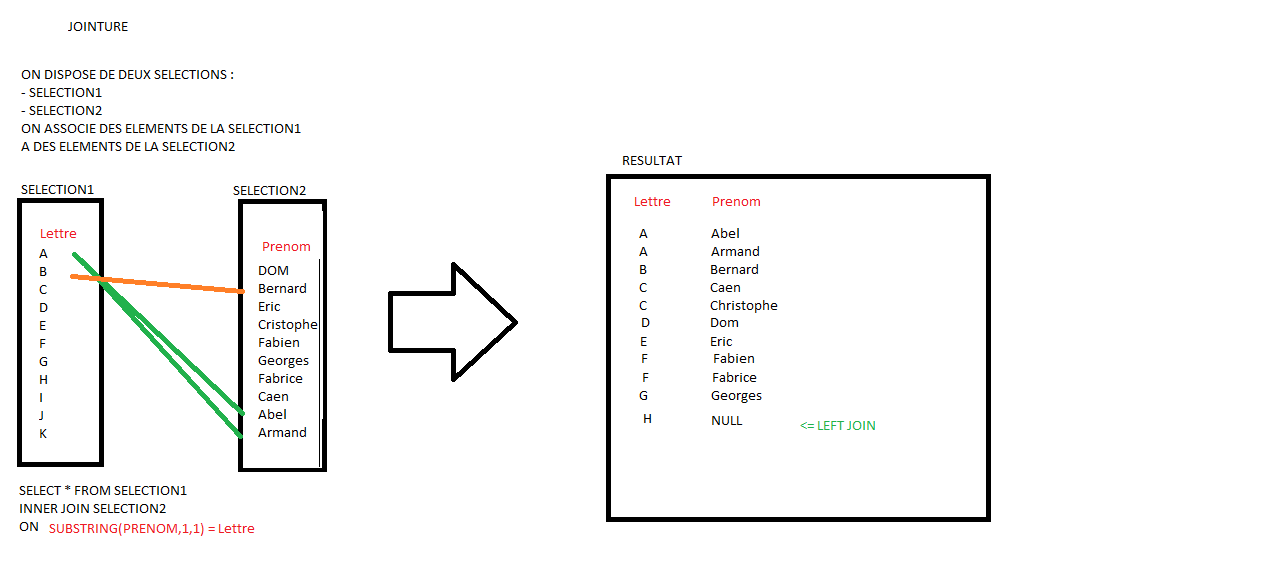 JOINTURE
ON DISPOSE DE DEUX SELECTIONS :
- SELECTION1
- SELECTION2
ON ASSOCIE DES ELEMENTS DE LA SELECTION1
A DES ELEMENTS DE LA SELECTION2
SELECTION1
Lettre
A
B
C
D
E
F
G
H
I
J
K
SELECTION2
Prenom
DOM
Bernard
Eric
Cristophe
Fabien
Georges
Fabrice
Caen
Abel
Armand
SELECT * FROM SELECTION1
INNER JOIN SELECTION2
ON SUBSTRING(PRENOM,1,1) = Lettre
RESULTAT
Lettre Prenom
A Abel
A Armand
B Bernard
C Caen
C Christophe
D Dom
E Eric
F Fabien
F Fabrice
G Georges
H NULL <= LEFT JOIN